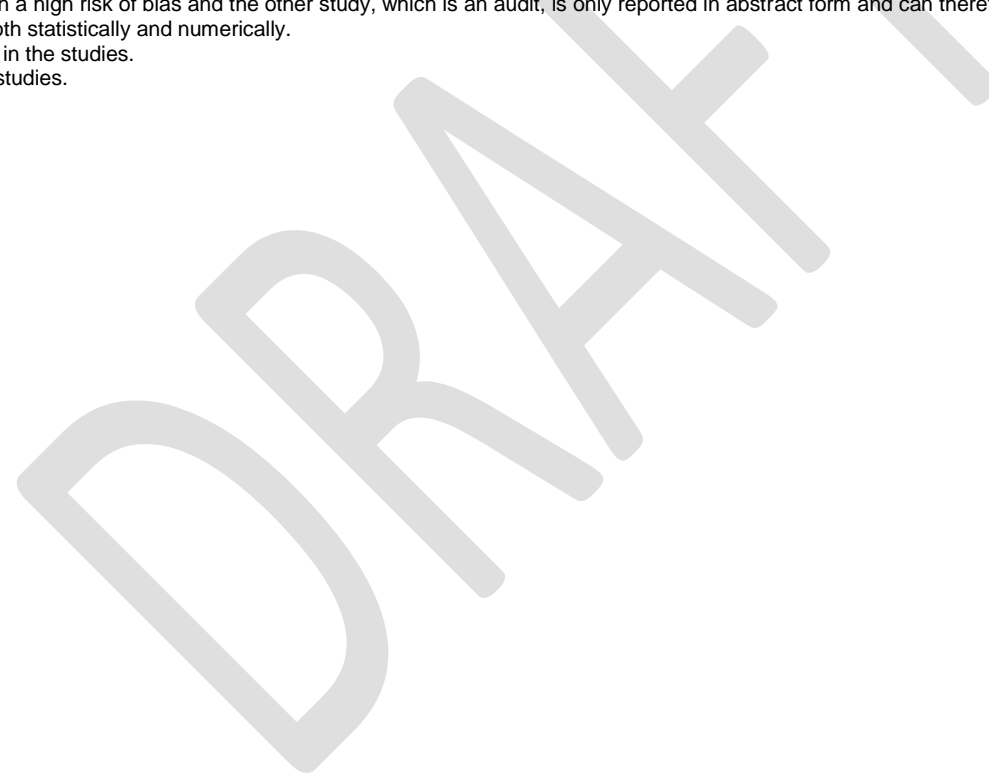 a high risk of bias and the other study, which is an audit, is only reported in abstract form and can
statistically and numerically.
in the studies.
studies.
DRAFT